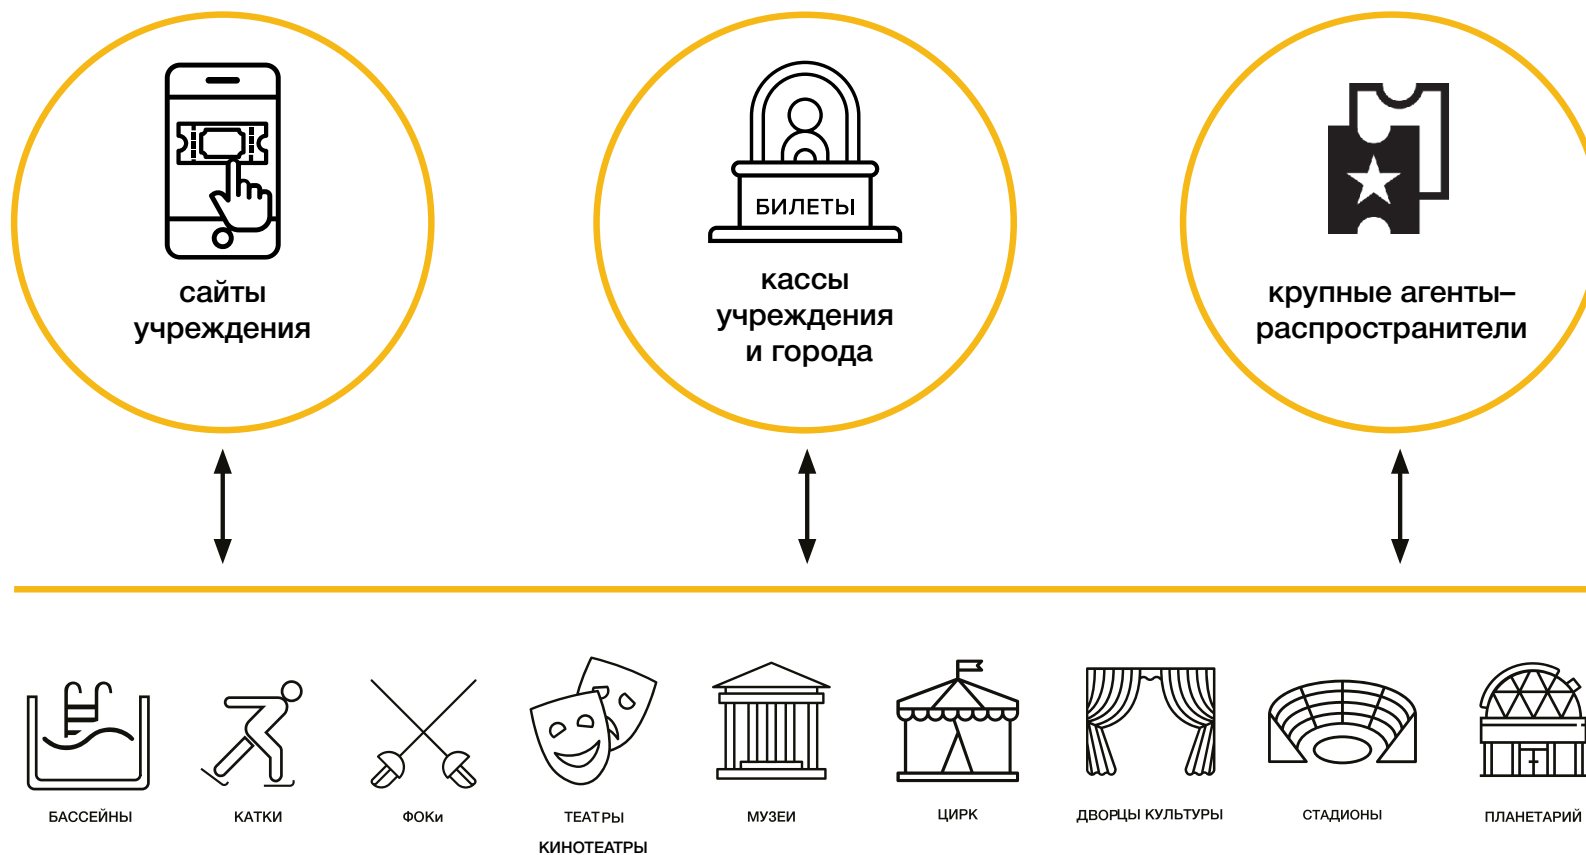 сайты
учреждения
БИЛЕТЫ
кассы
учреждения
и города
крупные агенты–
распространители
БАССЕЙНЫ
КАТКИ
ФОКи
ТЕАТРЫ
КИНОТЕАТРЫ
МУЗЕИ
ЦИРК
ДВОРЦЫ КУЛЬТУРЫ
СТАДИОНЫ
ПЛАНЕТАРИЙ